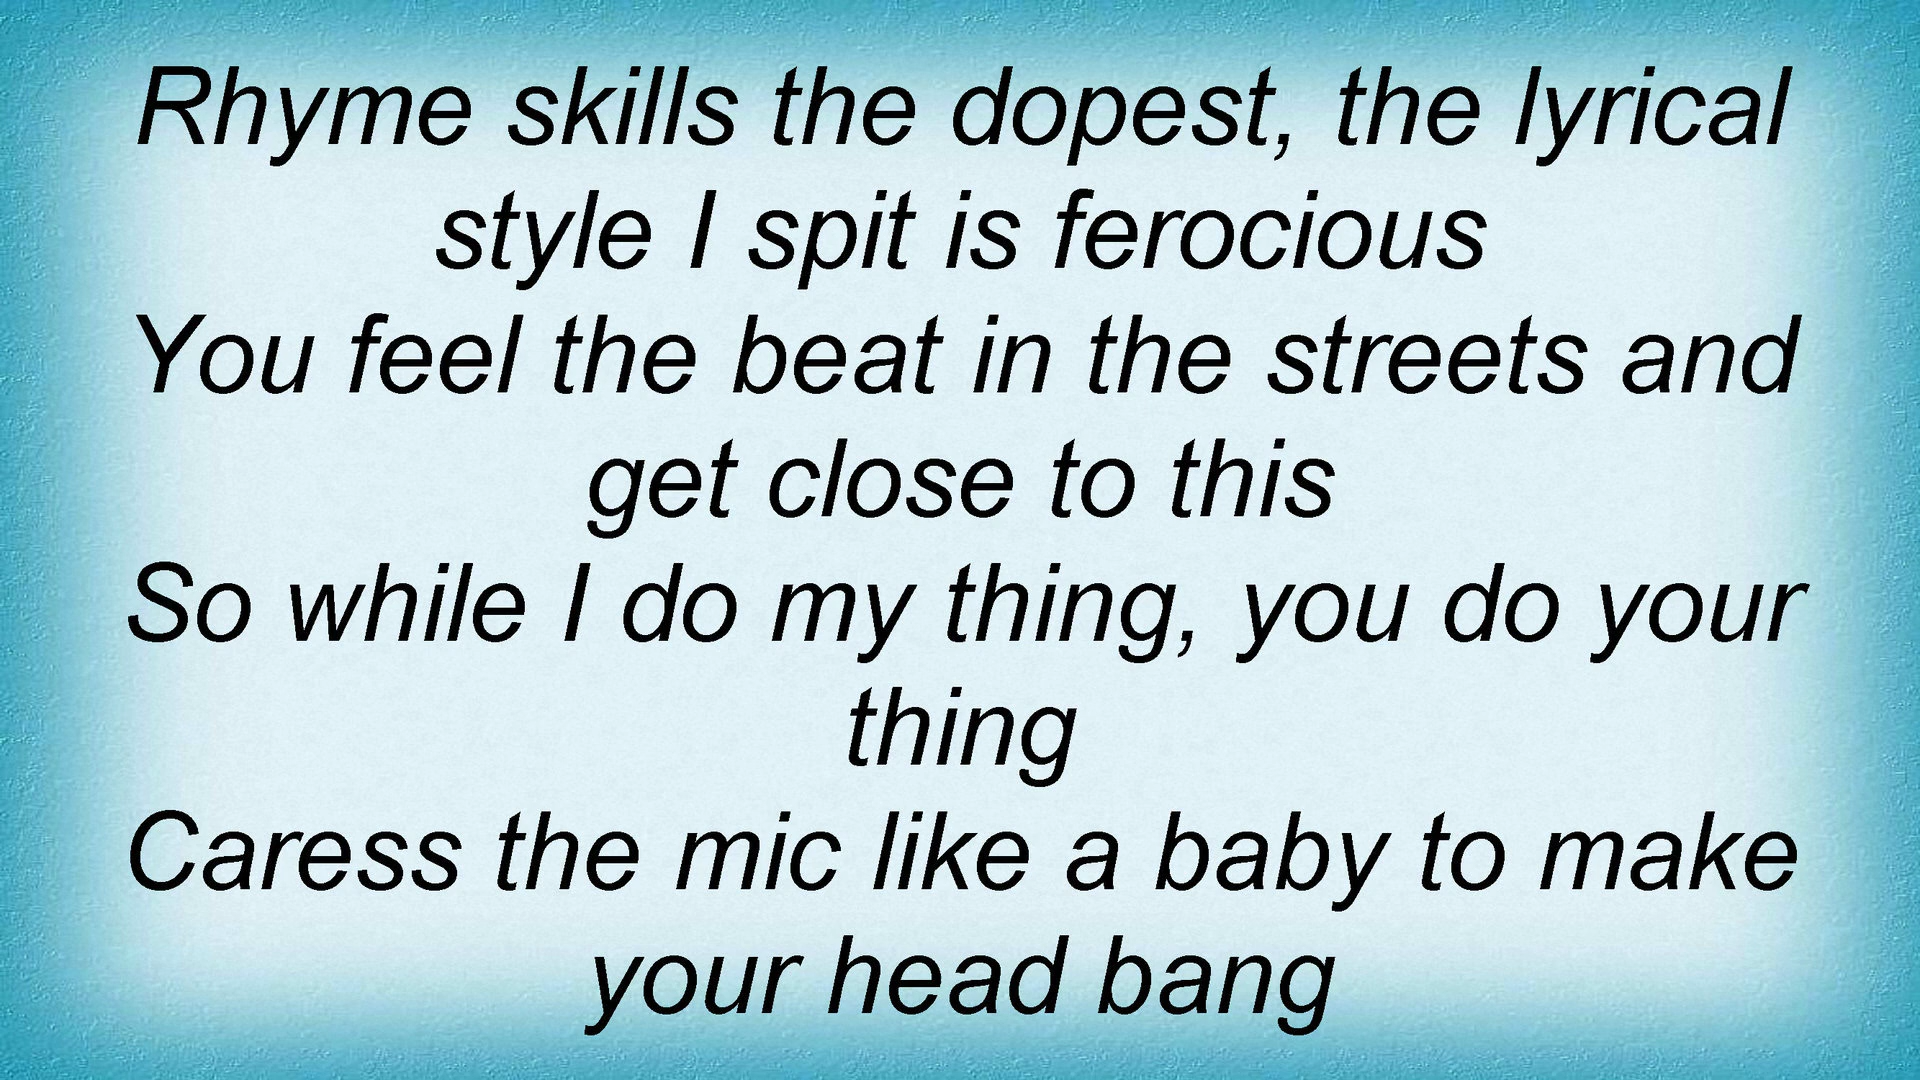 Rhyme skills the dopest, the lyrical
style I spit is ferocious
You feel the beat in the streets and
get close to this
So while I do my thing, you do your
thing
Caress the mic like a baby to make
your head bang